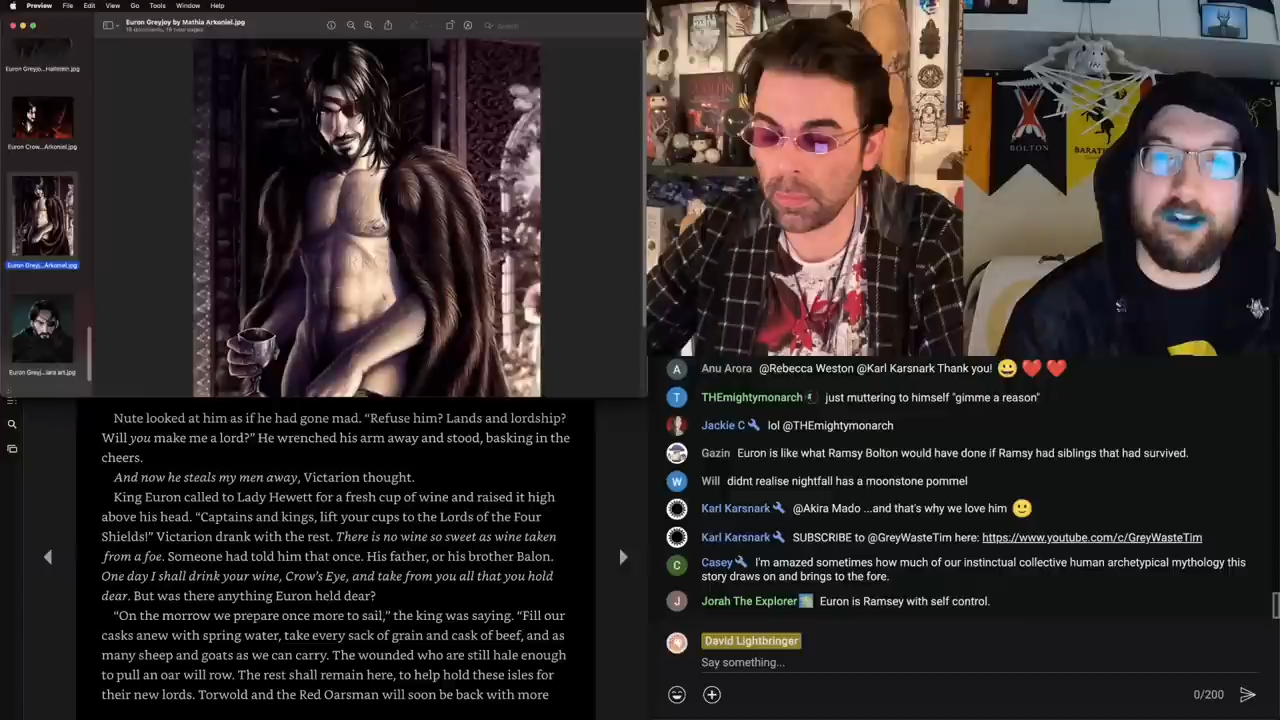 Preview File Edit View Go Tools Window Help
Euron Greyjoy by Mathia Arkoniel.jpg
Search
Euron Greyjo...Hallstein.jpg
Euron Crow...Arkoniel.jpg
Euron Greyj...Arkoniel.jpg
Euron Greyj...iara art.jpg
Nute looked at him as if he had gone mad. “Refuse him? Lands and lordship?
Will you make me a lord?” He wrenched his arm away and stood, basking in the
cheers.
And now he steals my men away, Victarion thought.
King Euron called to Lady Hewett for a fresh cup of wine and raised it high
above his head. “Captains and kings, lift your cups to the Lords of the Four
Shields!” Victarion drank with the rest. There is no wine so sweet as wine taken
from a foe. Someone had told him that once. His father, or his brother Balon.
One day I shall drink your wine, Crow’s Eye, and take from you all that you hold
dear. But was there anything Euron held dear?
“On the morrow we prepare once more to sail,” the king was saying. “Fill our
casks anew with spring water, take every sack of grain and cask of beef, and as
many sheep and goats as we can carry. The wounded who are still hale enough
to pull an oar will row. The rest shall remain here, to help hold these isles for
their new lords. Torwold and the Red Oarsman will soon be back with more
BOLTON
BARATH
A Anu Arora @Rebecca Weston @Karl Karsnark Thank you! 😀 ❤️ ❤️
T THEmightymonarch just muttering to himself "gimme a reason"
Jackie C lol @THEmightymonarch
Gazin Euron is like what Ramsy Bolton would have done if Ramsy had siblings that had survived.
W Will didnt realise nightfall has a moonstone pommel
Karl Karsnark @Akira Mado ...and that's why we love him 🙂
Karl Karsnark SUBSCRIBE to @GreyWasteTim here: https://www.youtube.com/c/GreyWasteTim
C Casey I'm amazed sometimes how much of our instinctual collective human archetypical mythology this
story draws on and brings to the fore.
J Jorah The Explorer Euron is Ramsey with self control.
David Lightbringer
Say something...
0/200